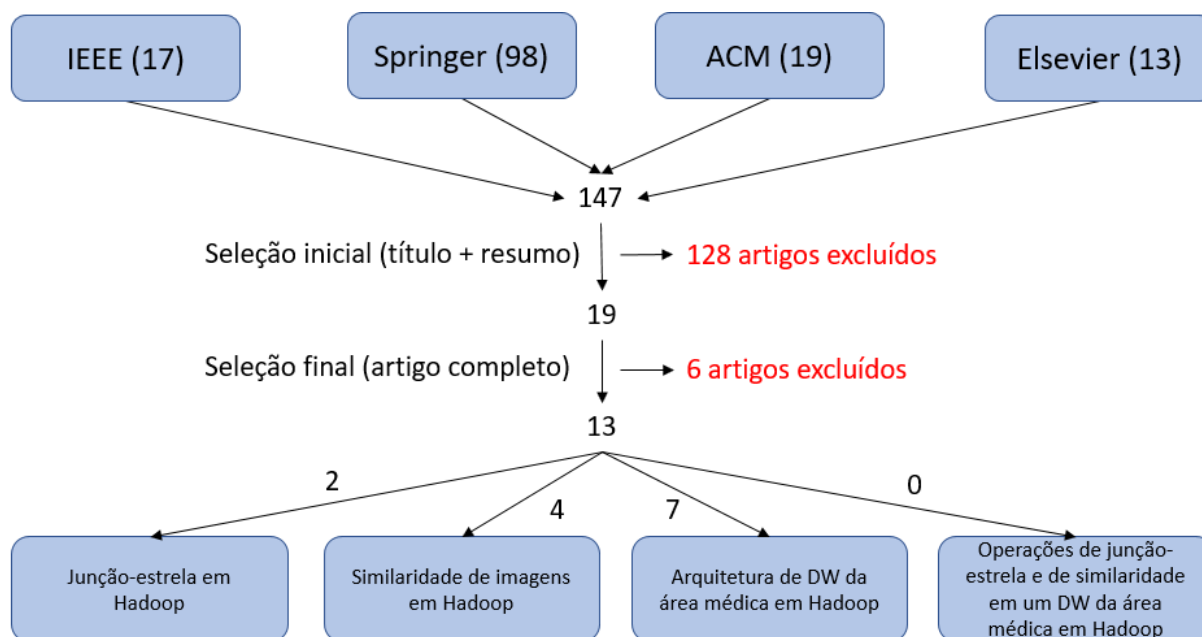 IEEE (17)
Springer (98)
ACM (19)
Elsevier (13)
147
Seleção inicial (título + resumo)
128 artigos excluídos
19
Seleção final (artigo completo)
6 artigos excluídos
13
2
4
7
0
Junção-estrela em
Hadoop
Similaridade de imagens
em Hadoop
Arquitetura de DW da
área médica em Hadoop
Operações de junção-
estrela e de similaridade
em um DW da área
médica em Hadoop